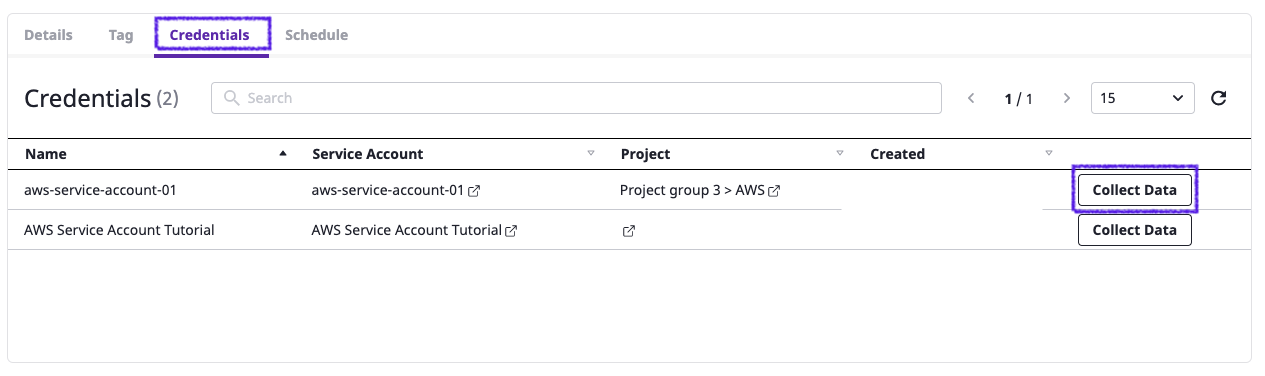 Details Tag Credentials Schedule
Credentials (2) Search 1 / 1 15
Name Service Account Project Created
aws-service-account-01 aws-service-account-01 Project group 3 > AWS Collect Data
AWS Service Account Tutorial AWS Service Account Tutorial Collect Data